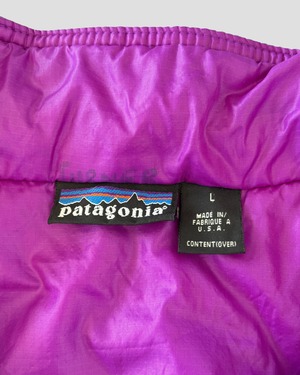 patagonia®
L
MADE IN/
FABRIQUE A
U.S.A.
CONTENT(OVER)